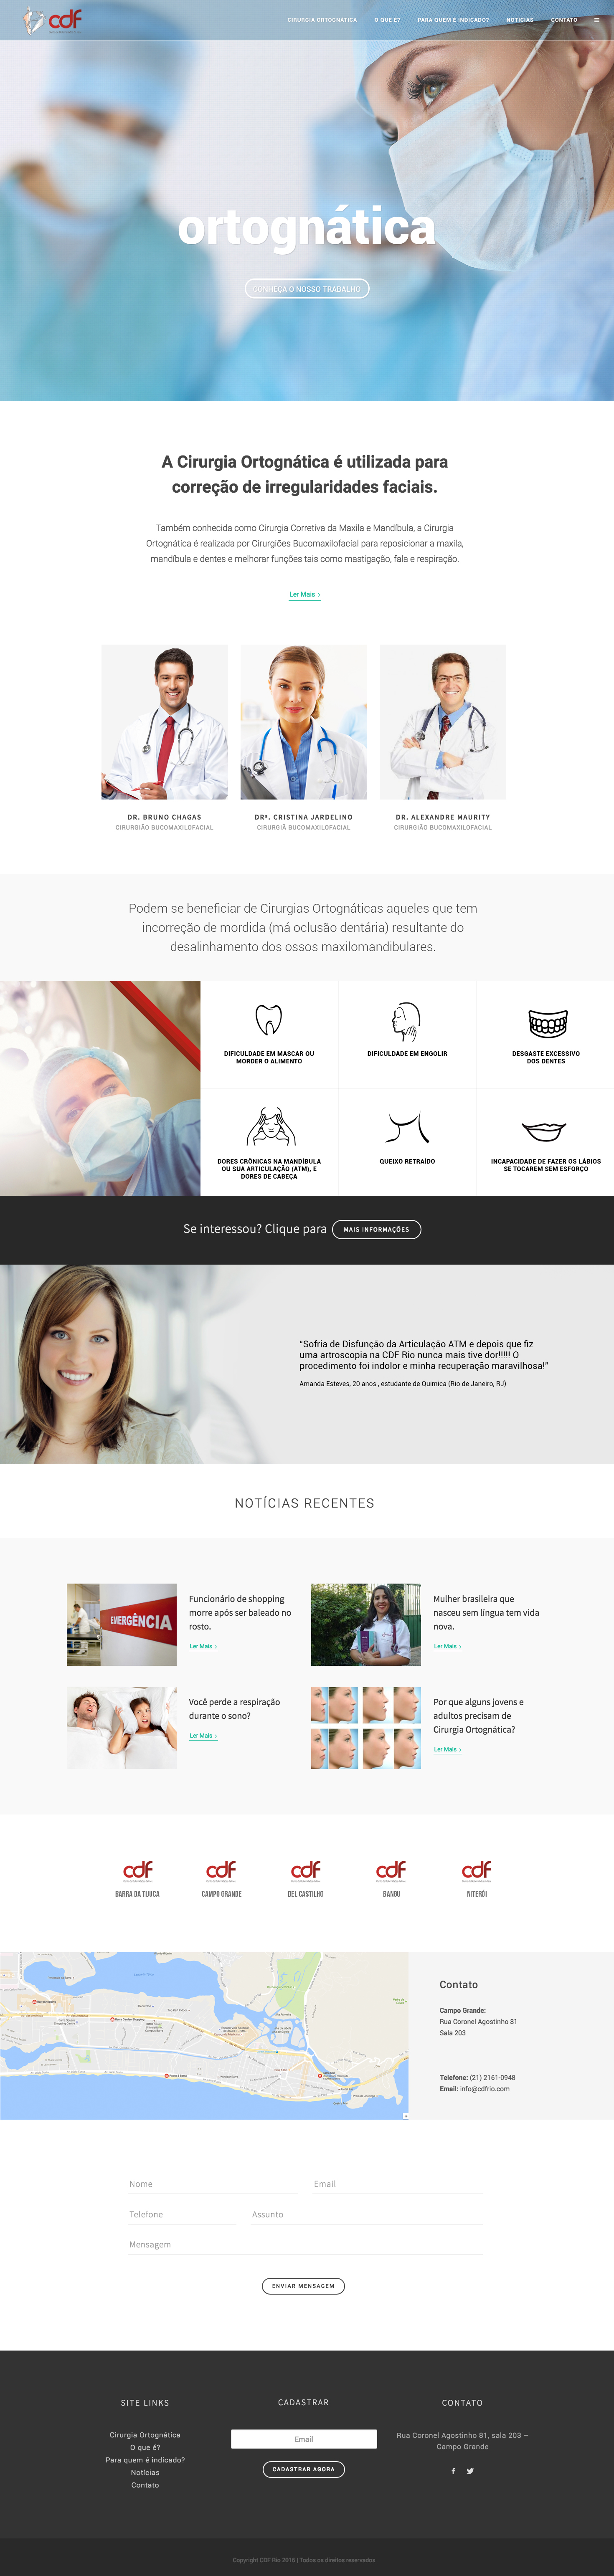 cdf
CIRURGIA ORTOGNÁTICA
O QUE É?
PARA QUEM É INDICADO?
NOTÍCIAS
CONTATO
ortognática
CONHEÇA O NOSSO TRABALHO
A Cirurgia Ortognática é utilizada para
correção de irregularidades faciais.
Também conhecida como Cirurgia Corretiva da Maxila e Mandíbula, a Cirurgia
Ortognática é realizada por Cirurgiões Bucomaxilofacial para reposicionar a maxila,
mandíbula e dentes e melhorar funções tais como mastigação, fala e respiração.
Ler Mais ›
DR. BRUNO CHAGAS
CIRURGIÃO BUCOMAXILOFACIAL
DRª. CRISTINA JARDELINO
CIRURGIÃ BUCOMAXILOFACIAL
DR. ALEXANDRE MAURITY
CIRURGIÃO BUCOMAXILOFACIAL
Podem se beneficiar de Cirurgias Ortognáticas aqueles que tem
incorreção de mordida (má oclusão dentária) resultante do
desalinhamento dos ossos maxilomandibulares.
DIFICULDADE EM MASCAR OU
MORDER O ALIMENTO
DIFICULDADE EM ENGOLIR
DESGASTE EXCESSIVO
DOS DENTES
DORES CRÔNICAS NA MANDÍBULA
OU SUA ARTICULAÇÃO (ATM), E
DORES DE CABEÇA
QUEIXO RETRAÍDO
INCAPACIDADE DE FAZER OS LÁBIOS
SE TOCAREM SEM ESFORÇO
Se interessou? Clique para
MAIS INFORMAÇÕES
“Sofria de Disfunção da Articulação ATM e depois que fiz
uma artroscopia na CDF Rio nunca mais tive dor!!!!! O
procedimento foi indolor e minha recuperação maravilhosa!”
Amanda Esteves, 20 anos , estudante de Quimica (Rio de Janeiro, RJ)
NOTÍCIAS RECENTES
EMERGÊNCIA
Funcionário de shopping
morre após ser baleado no
rosto.
Ler Mais ›
Mulher brasileira que
nasceu sem língua tem vida
nova.
Ler Mais ›
Você perde a respiração
durante o sono?
Ler Mais ›
Por que alguns jovens e
adultos precisam de
Cirurgia Ortognática?
Ler Mais ›
cdf
BARRA DA TIJUCA
cdf
CAMPO GRANDE
cdf
DEL CASTILHO
cdf
BANGU
cdf
NITERÓI
Contato
Campo Grande:
Rua Coronel Agostinho 81
Sala 203
Telefone: (21) 2161-0948
Email: info@cdfrio.com
Nome
Email
Telefone
Assunto
Mensagem
ENVIAR MENSAGEM
SITE LINKS
Cirurgia Ortognática
O que é?
Para quem é indicado?
Notícias
Contato
CADASTRAR
Email
CADASTRAR AGORA
CONTATO
Rua Coronel Agostinho 81, sala 203 –
Campo Grande
Copyright CDF Rio 2016 | Todos os direitos reservados